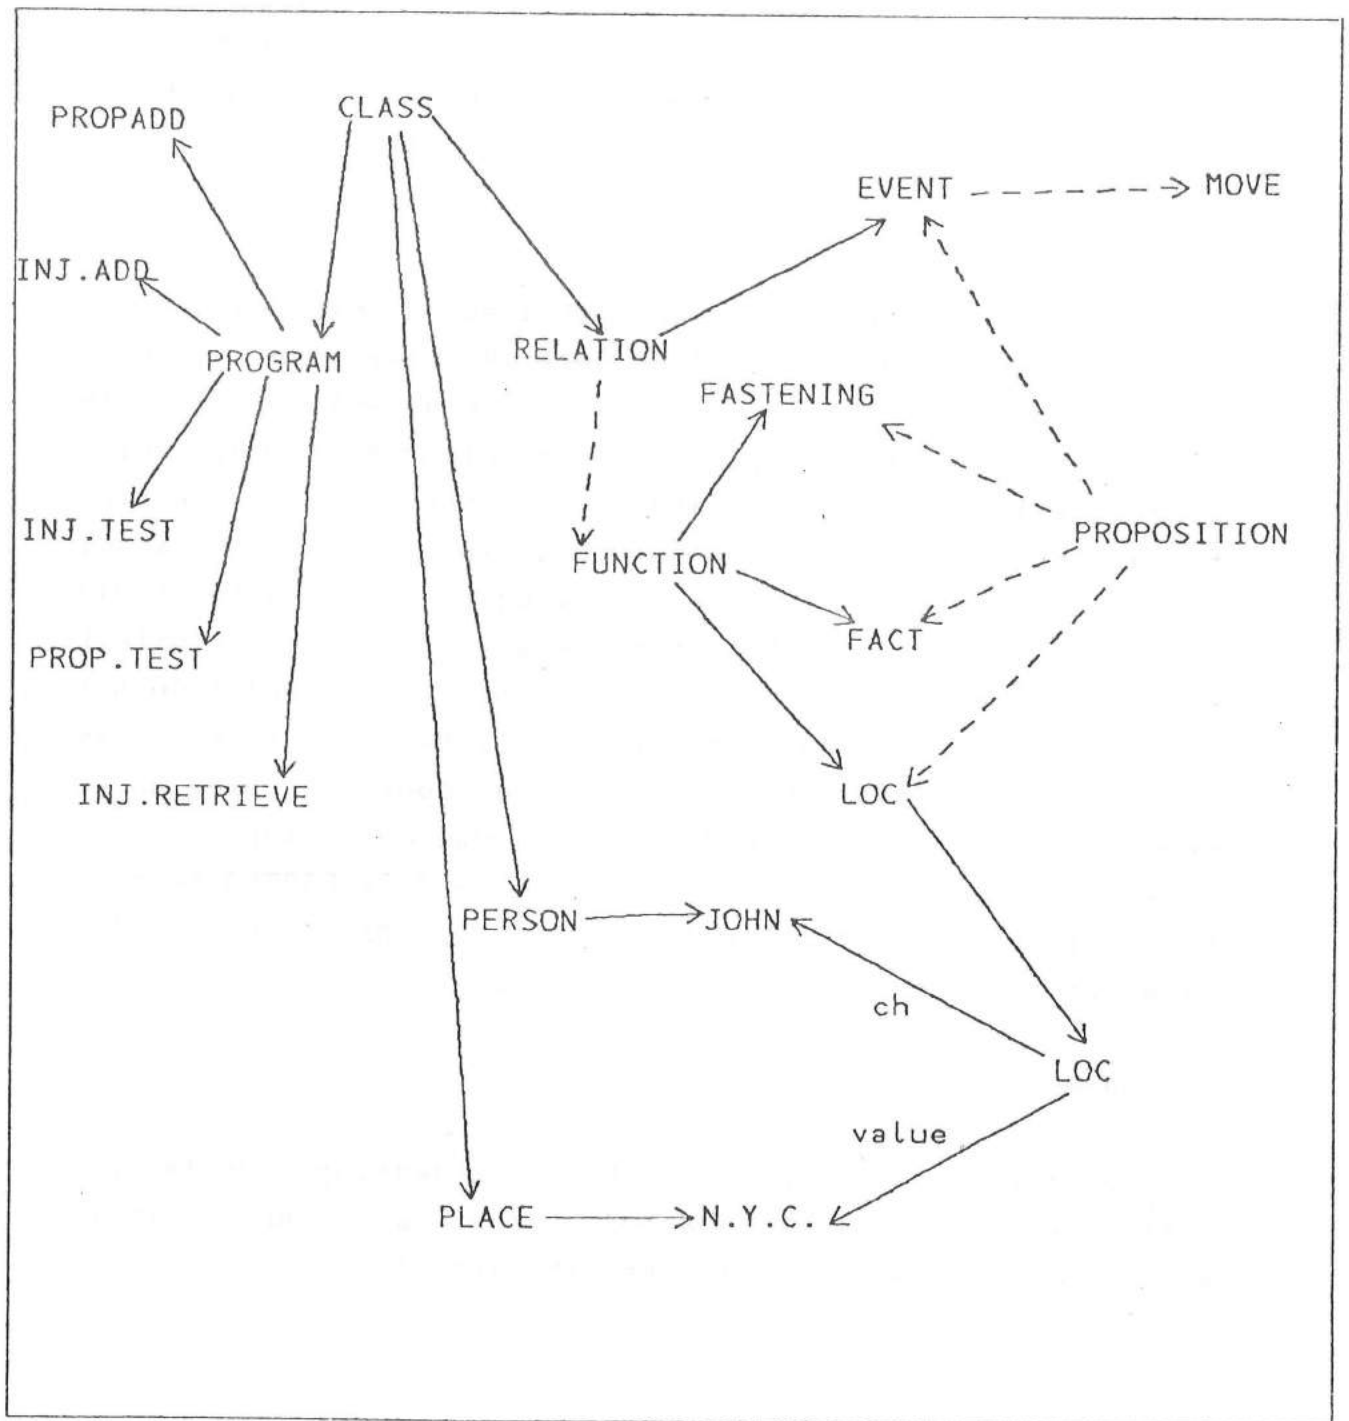 CLASS
PROPADD
EVENT
MOVE
INJ.ADD
RELATION
PROGRAM
FASTENING
INJ.TEST
PROPOSITION
FUNCTION
FACT
PROP.TEST
LOC
INJ.RETRIEVE
PERSON
JOHN
ch
LOC
value
PLACE
N.Y.C.